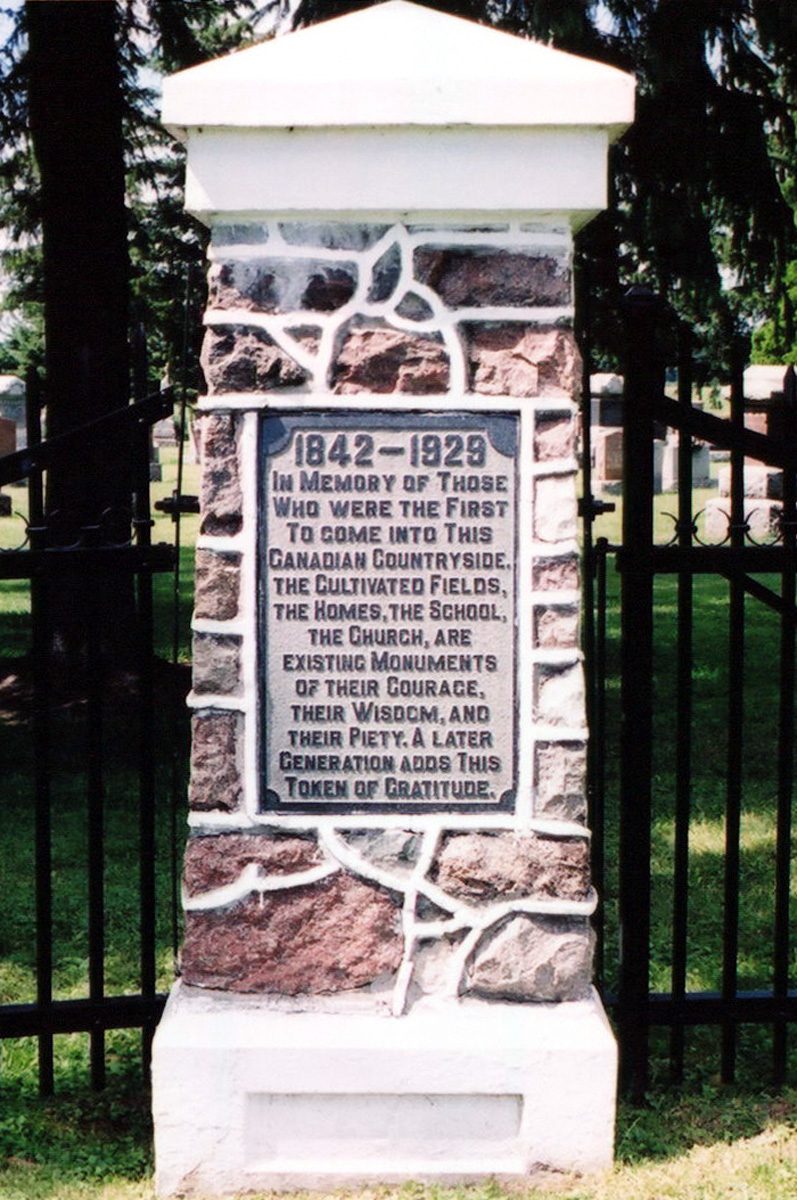 1842-1929
In Memory of Those
Who were the First
To come into This
Canadian Countryside.
the Cultivated Fields,
the Homes, the School,
the Church, are
existing Monuments
of their Courage,
their Wisdom, and
their Piety. A later
Generation adds This
Token of Gratitude.